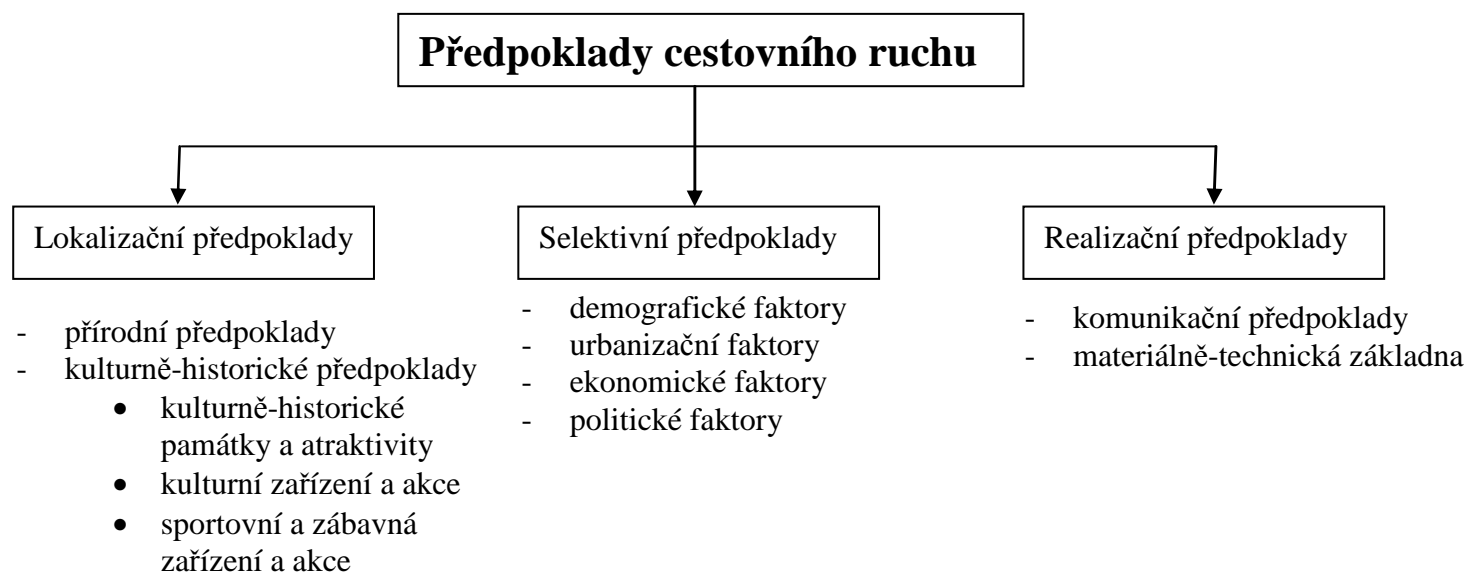 Předpoklady cestovního ruchu
Lokalizační předpoklady
- přírodní předpoklady
- kulturně-historické předpoklady
• kulturně-historické
památky a atraktivity
• kulturní zařízení a akce
• sportovní a zábavná
zařízení a akce
Selektivní předpoklady
- demografické faktory
- urbanizační faktory
- ekonomické faktory
- politické faktory
Realizační předpoklady
- komunikační předpoklady
- materiálně-technická základna